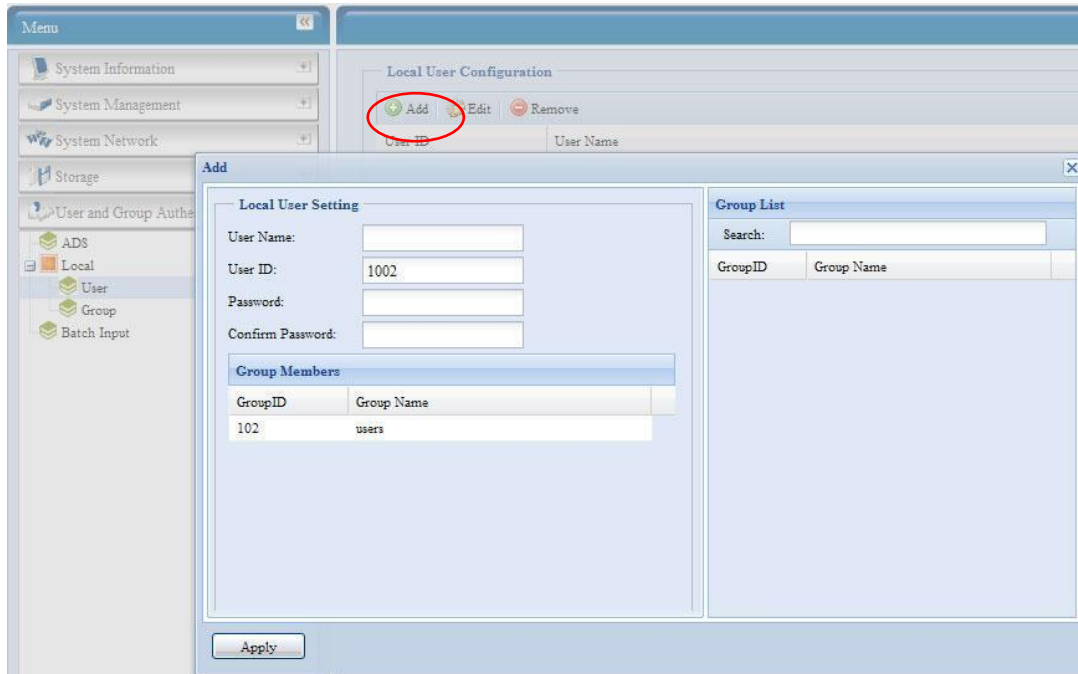 Menu
System Information
System Management
System Network
Storage
User and Group Authe
ADS
Local
User
Group
Batch Input
Local User Configuration
Add Edit Remove
User ID User Name
Add
Local User Setting
User Name:
User ID: 1002
Password:
Confirm Password:
Group Members
GroupID Group Name
102 users
Group List
Search:
GroupID Group Name
Apply